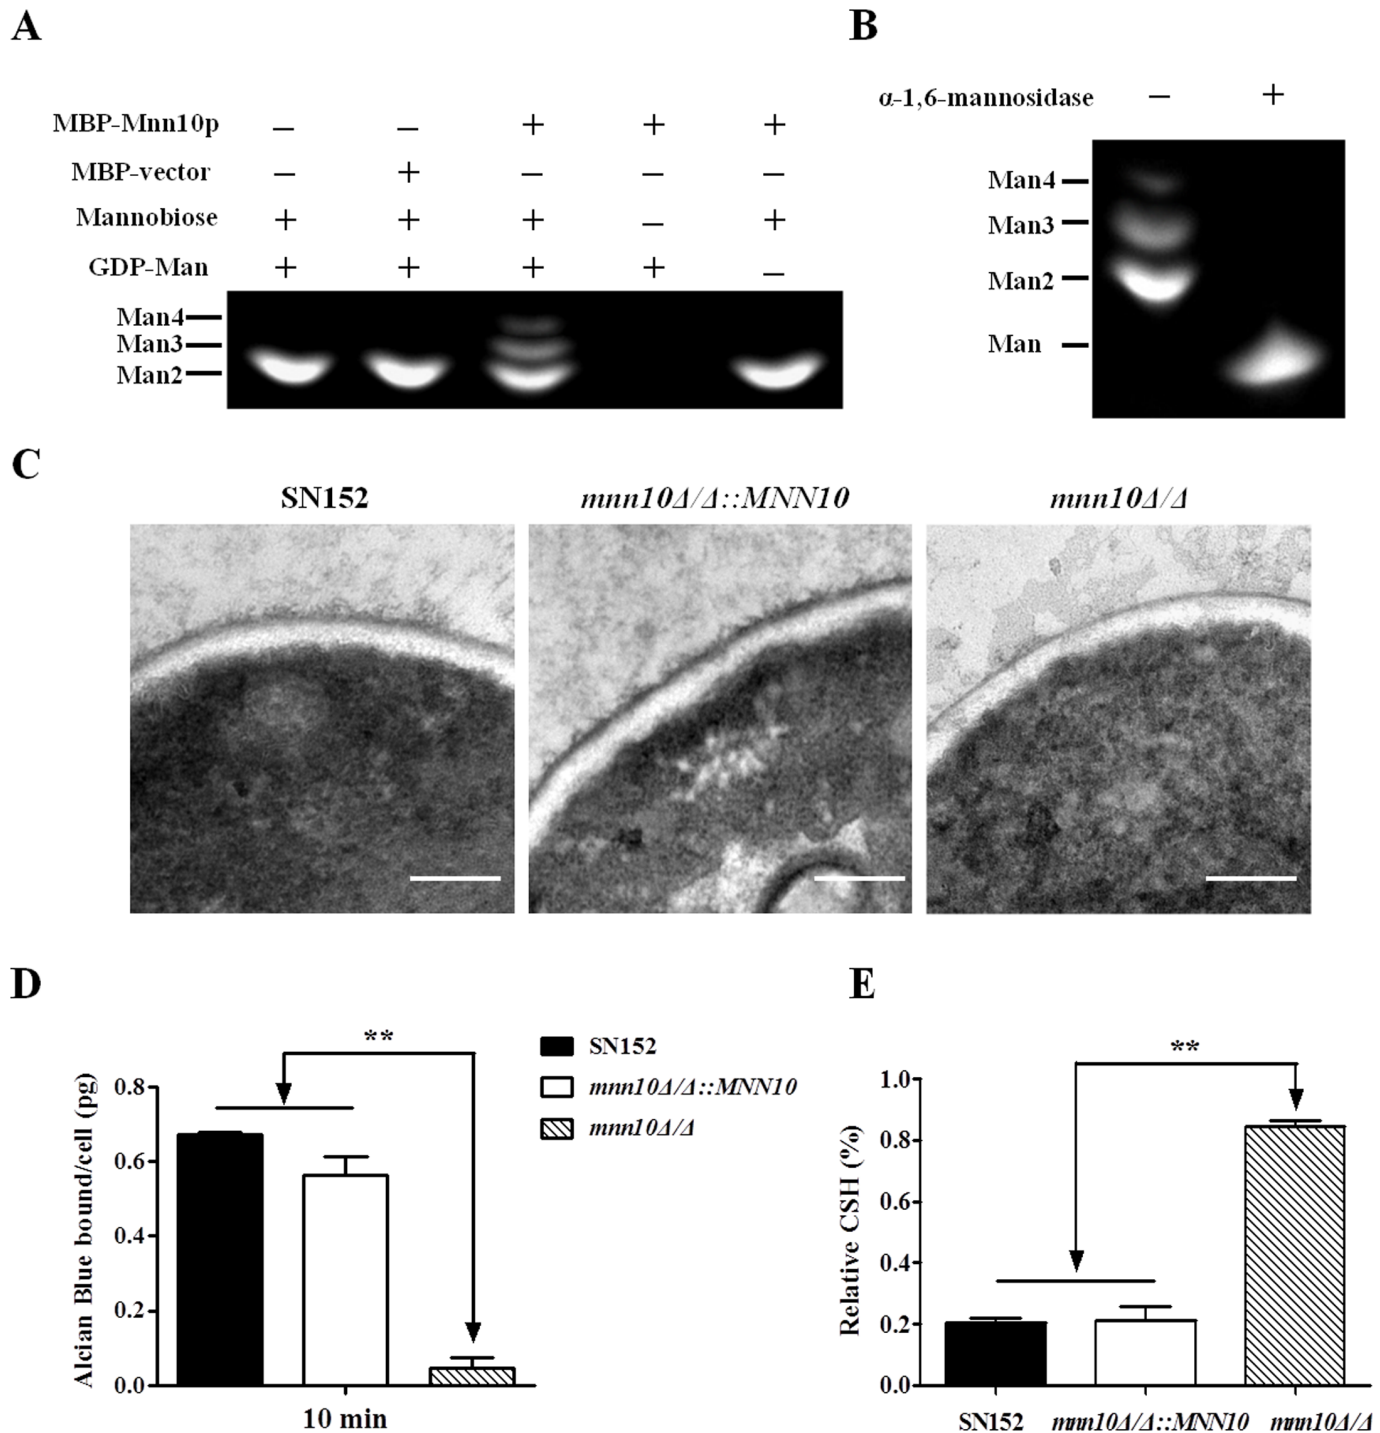 A
MBP-Mnn10p − − + + +
MBP-vector − + − − −
Mannobiose + + + − +
GDP-Man + + + + −
Man4
Man3
Man2
B
α-1,6-mannosidase − +
Man4
Man3
Man2
Man
C
SN152 mnn10Δ/Δ::MNN10 mnn10Δ/Δ
D
**
Alcian Blue bound/cell (pg)
0.8
0.6
0.4
0.2
0.0
10 min
SN152
mnn10Δ/Δ::MNN10
mnn10Δ/Δ
E
**
Relative CSH (%)
1.0
0.8
0.6
0.4
0.2
0.0
SN152 mnn10Δ/Δ::MNN10 mnn10Δ/Δ